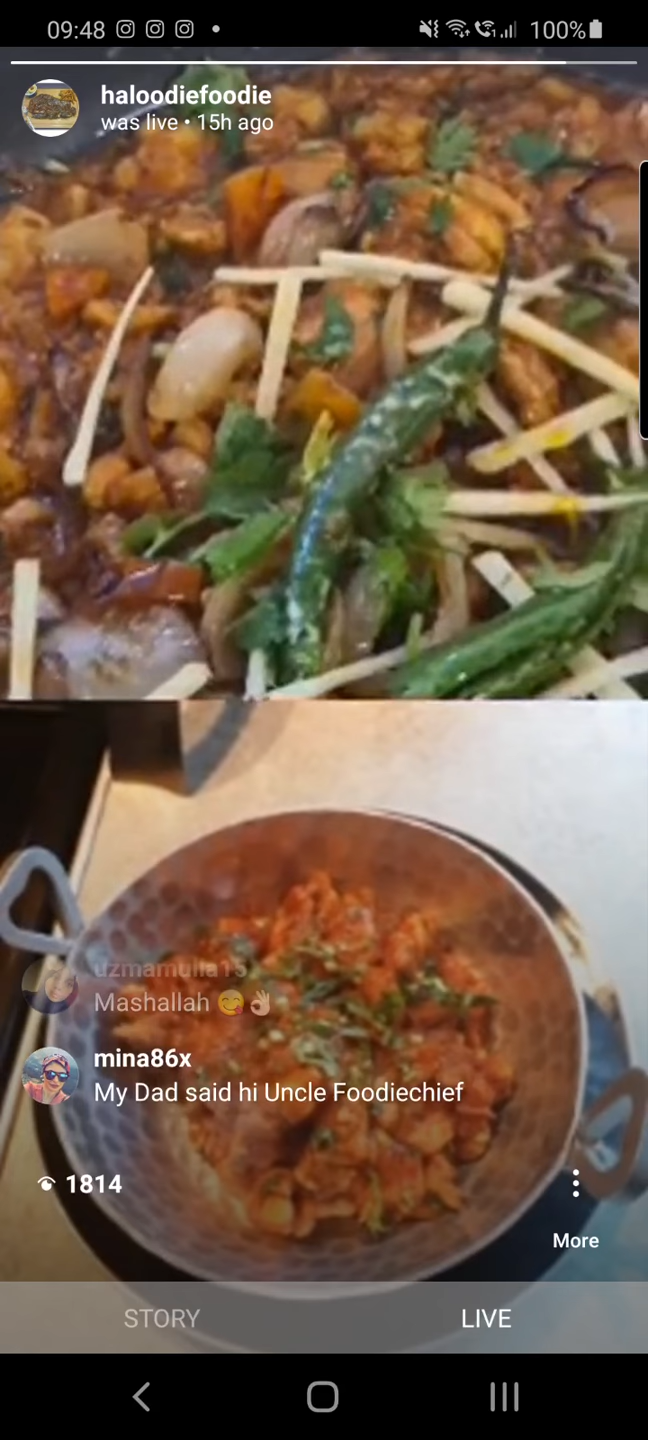 09:48
100%
haloodiefoodie
was live • 15h ago
uzmamulla15
Mashallah 😋👌🏼
mina86x
My Dad said hi Uncle Foodiechief
1814
More
STORY
LIVE